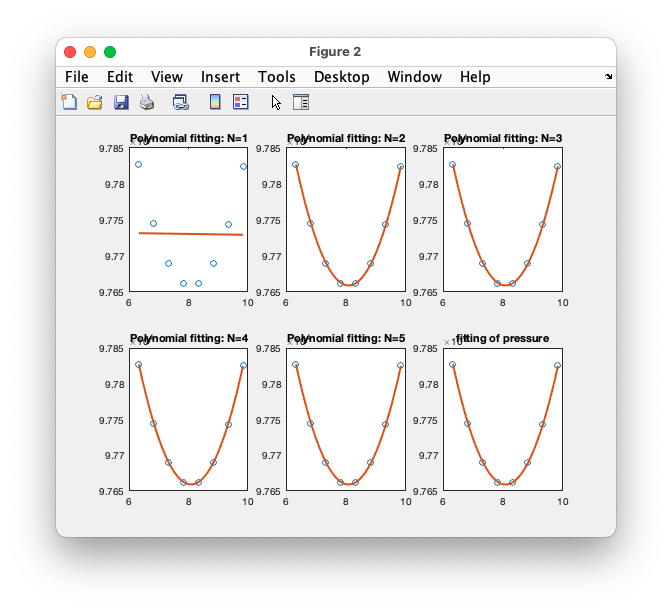 Figure 2
File Edit View Insert Tools Desktop Window Help
Polynomial fitting: N=1 Polynomial fitting: N=2 Polynomial fitting: N=3
9.785 9.785 9.785
9.78 9.78 9.78
9.775 9.775 9.775
9.77 9.77 9.77
9.765 9.765 9.765
6 8 10 6 8 10 6 8 10
Polynomial fitting: N=4 Polynomial fitting: N=5 fitting of pressure
9.785 9.785 9.785
9.78 9.78 9.78
9.775 9.775 9.775
9.77 9.77 9.77
9.765 9.765 9.765
6 8 10 6 8 10 6 8 10